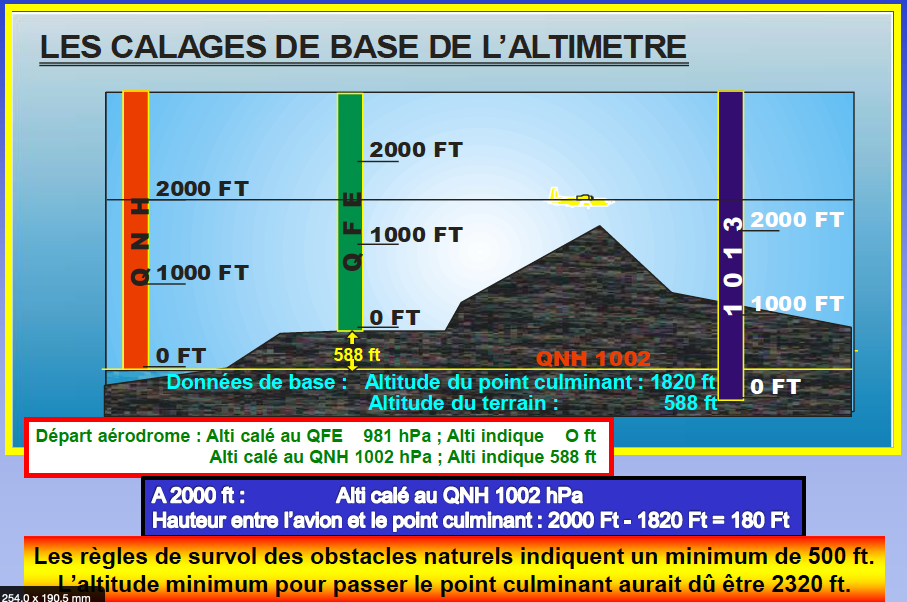 LES CALAGES DE BASE DE L'ALTIMETRE
2000 FT
2000 FT
2000 FT
QNH
QFE
1013
1000 FT
1000 FT
1000 FT
0 FT
0 FT
588 ft
QNH 1002
0 FT
Données de base : Altitude du point culminant : 1820 ft
Altitude du terrain : 588 ft
Départ aérodrome : Alti calé au QFE 981 hPa ; Alti indique O ft
Alti calé au QNH 1002 hPa ; Alti indique 588 ft
A 2000 ft : Alti calé au QNH 1002 hPa
Hauteur entre l'avion et le point culminant : 2000 Ft - 1820 Ft = 180 Ft
Les règles de survol des obstacles naturels indiquent un minimum de 500 ft.
L'altitude minimum pour passer le point culminant aurait dû être 2320 ft.
254.0 x 190.5 mm